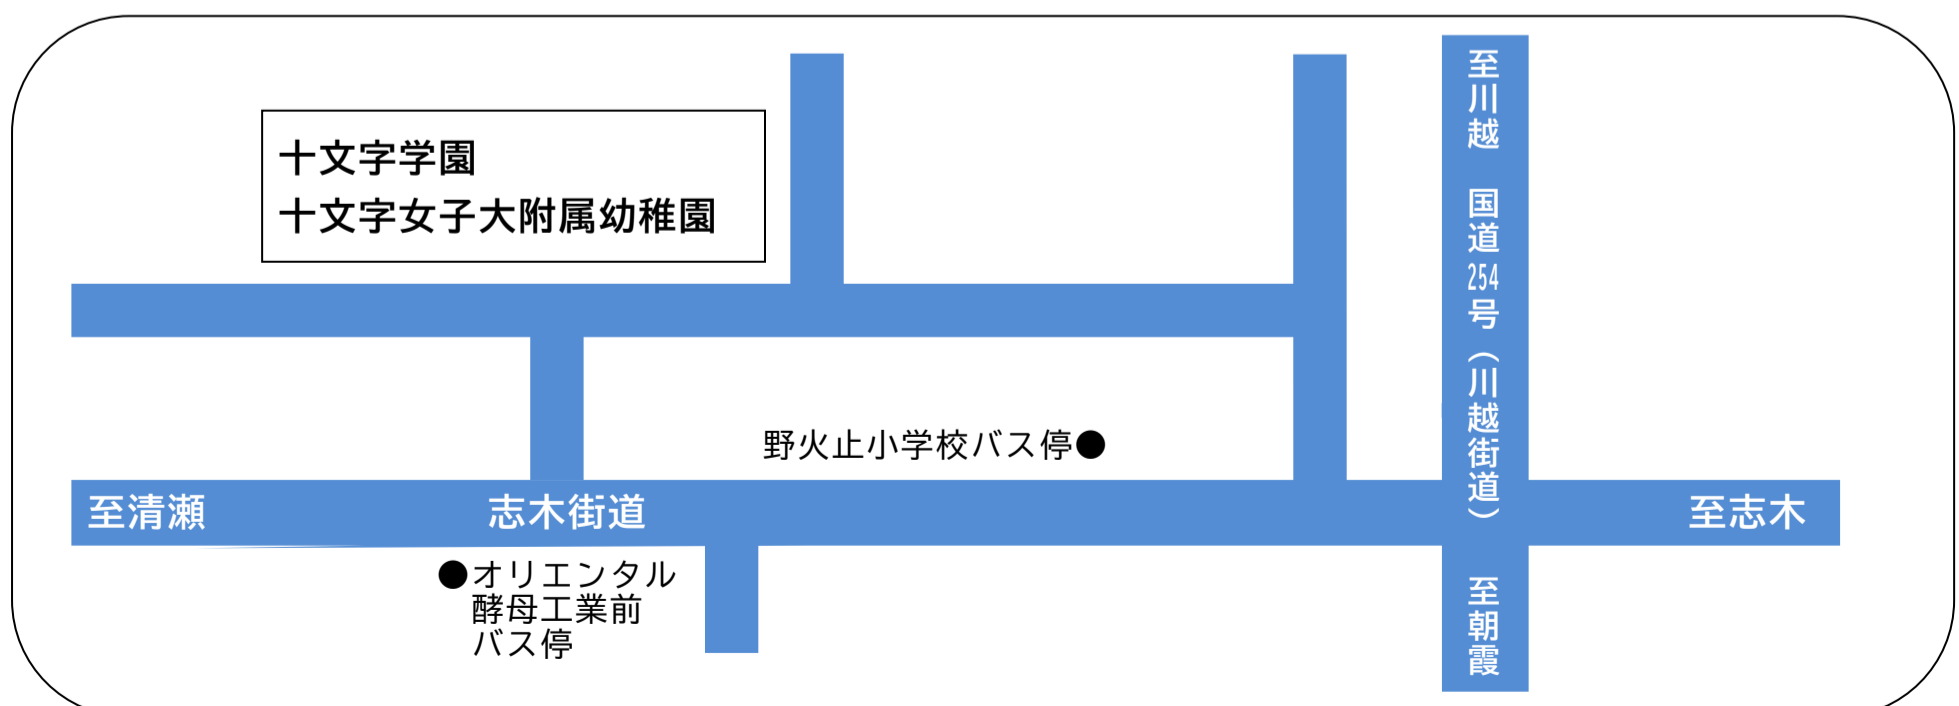 十文字学園
十文字女子大附属幼稚園
至川越　国道254号（川越街道）
野火止小学校バス停●
至清瀬
志木街道
至志木
●オリエンタル
酵母工業前
バス停
至朝霞